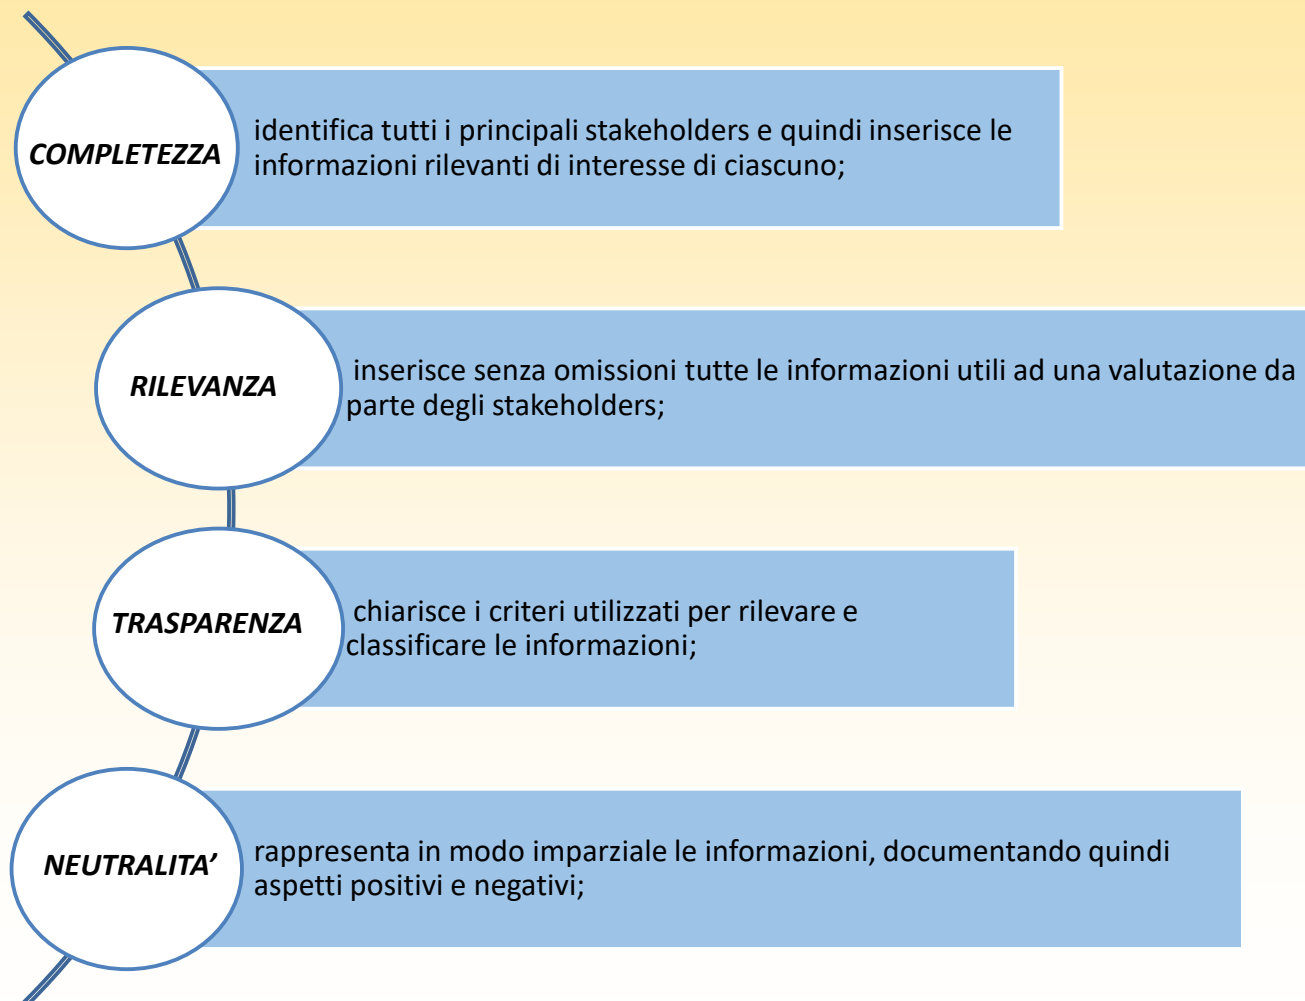 COMPLETEZZA
identifica tutti i principali stakeholders e quindi inserisce le
informazioni rilevanti di interesse di ciascuno;
RILEVANZA
inserisce senza omissioni tutte le informazioni utili ad una valutazione da
parte degli stakeholders;
TRASPARENZA
chiarisce i criteri utilizzati per rilevare e
classificare le informazioni;
NEUTRALITA’
rappresenta in modo imparziale le informazioni, documentando quindi
aspetti positivi e negativi;